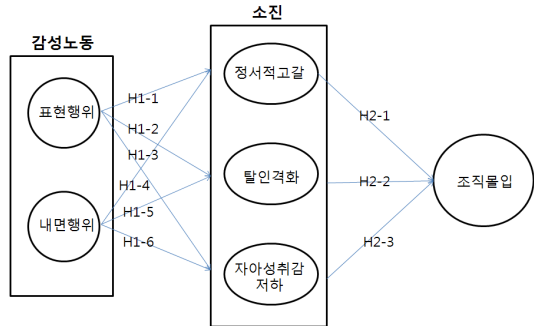 소진
감성노동
정서적고갈
H1-1
표현행위
H1-2
H2-1
H1-3
탈인격화
H2-2
조직몰입
H1-4
H1-5
내면행위
H1-6
H2-3
자아성취감
저하